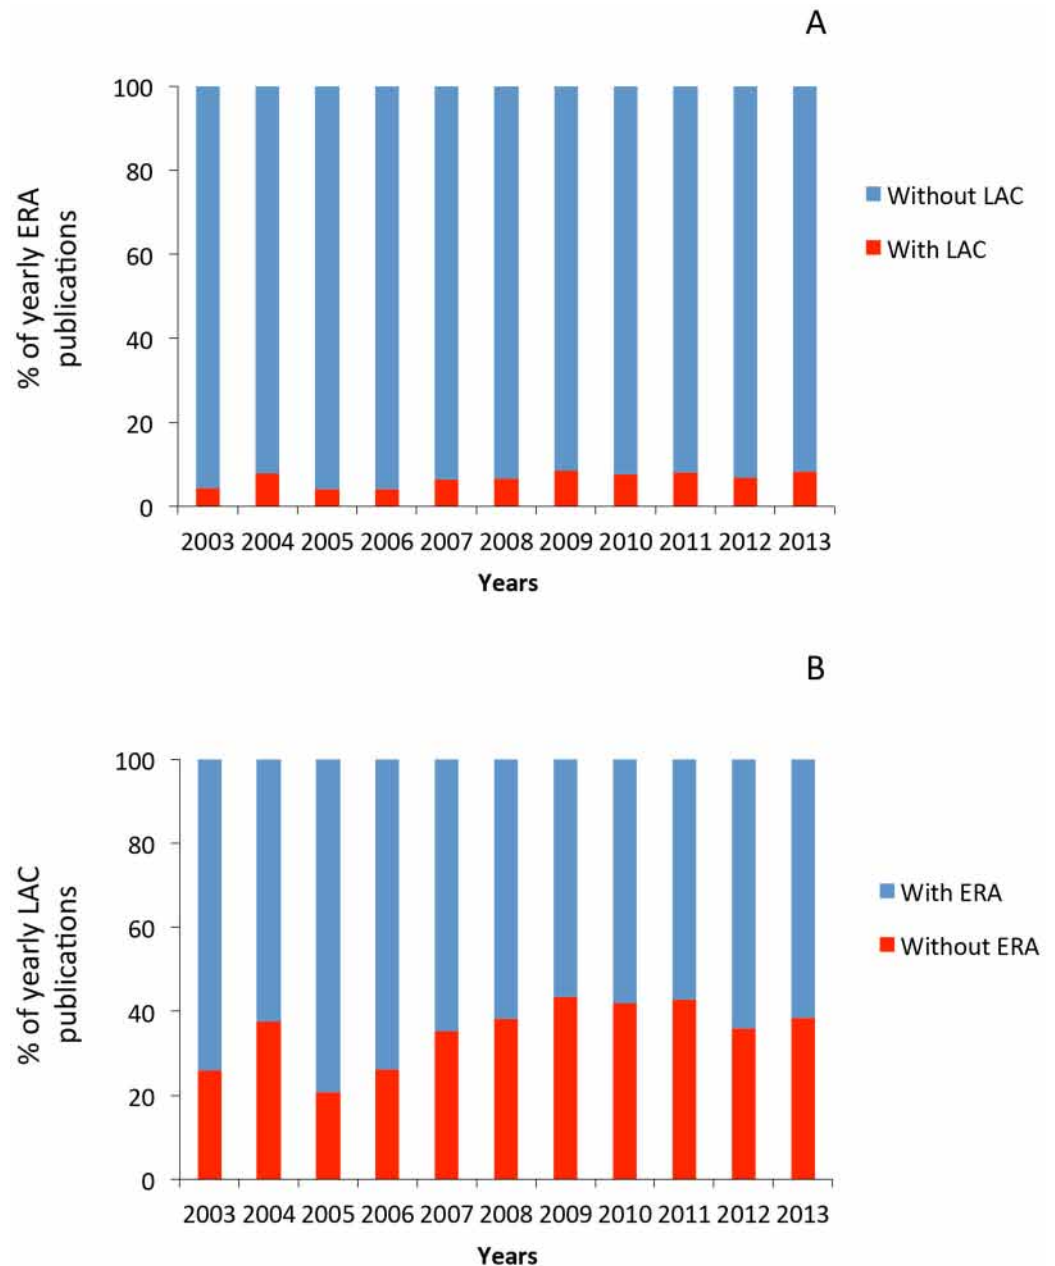 A
100
80
60
40
20
0
% of yearly ERA
publications
2003 2004 2005 2006 2007 2008 2009 2010 2011 2012 2013
Years
Without LAC
With LAC
B
100
80
60
40
20
0
% of yearly LAC
publications
2003 2004 2005 2006 2007 2008 2009 2010 2011 2012 2013
Years
With ERA
Without ERA